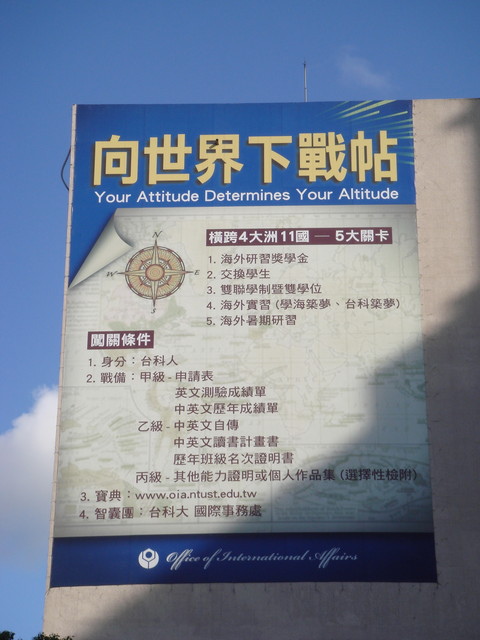 向世界下戰帖
Your Attitude Determines Your Altitude
橫跨4大洲11國 — 5大關卡
1. 海外研習獎學金
2. 交換學生
3. 雙聯學制暨雙學位
4. 海外實習(學海築夢、台科築夢)
5. 海外暑期研習
N
W
E
S
闖關條件
1. 身分：台科人
2. 戰備：甲級 - 申請表
英文測驗成績單
中英文歷年成績單
乙級 - 中英文自傳
中英文讀書計畫書
歷年班級名次證明書
丙級 - 其他能力證明或個人作品集 (選擇性檢附)
3. 寶典：www.oia.ntust.edu.tw
4. 智囊團：台科大 國際事務處
Office of International Affairs